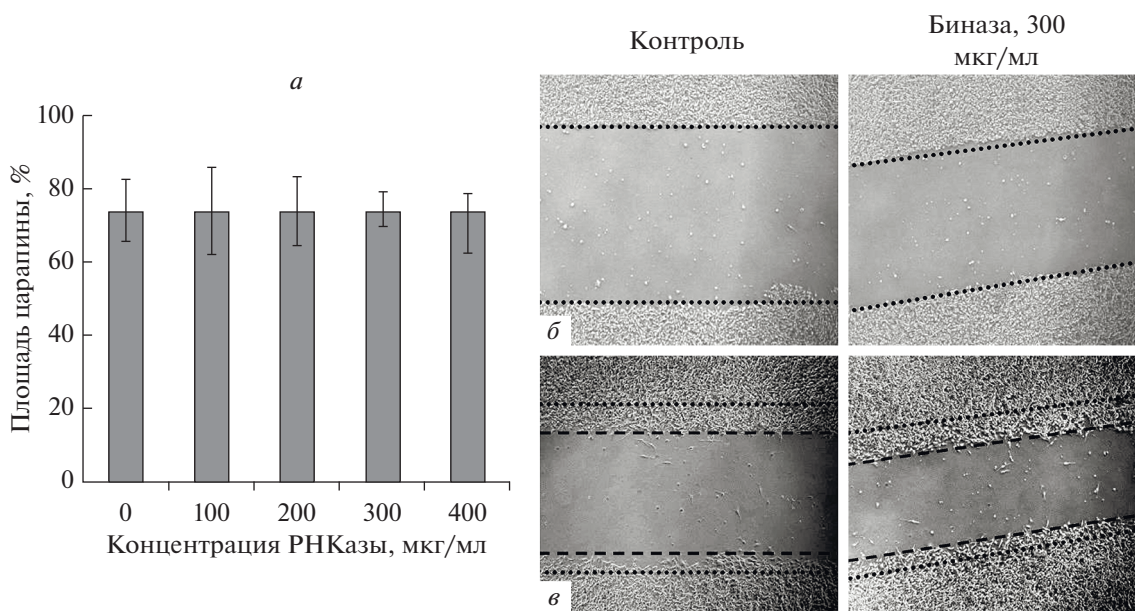 а
Площадь царапины, %
100
80
60
40
20
0
0 100 200 300 400
Концентрация РНКазы, мкг/мл
Контроль
Биназа, 300
мкг/мл
б
в